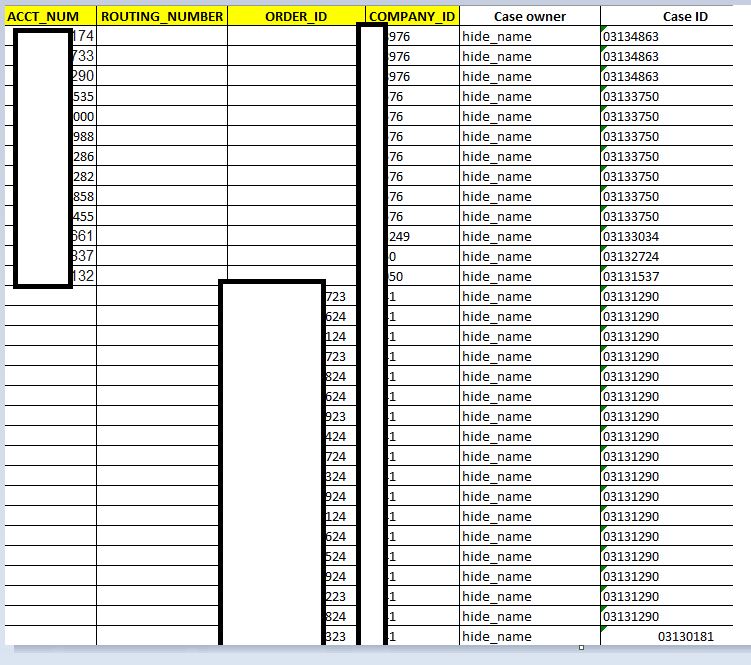 ACCT_NUM ROUTING_NUMBER ORDER_ID COMPANY_ID Case owner Case ID
174 976 hide_name 03134863
733 976 hide_name 03134863
290 976 hide_name 03134863
535 76 hide_name 03133750
000 76 hide_name 03133750
988 76 hide_name 03133750
286 76 hide_name 03133750
282 76 hide_name 03133750
858 76 hide_name 03133750
455 76 hide_name 03133750
661 249 hide_name 03133034
337 0 hide_name 03132724
132 50 hide_name 03131537
723 1 hide_name 03131290
624 1 hide_name 03131290
124 1 hide_name 03131290
723 1 hide_name 03131290
824 1 hide_name 03131290
624 1 hide_name 03131290
923 1 hide_name 03131290
424 1 hide_name 03131290
724 1 hide_name 03131290
324 1 hide_name 03131290
924 1 hide_name 03131290
124 1 hide_name 03131290
624 1 hide_name 03131290
524 1 hide_name 03131290
924 1 hide_name 03131290
223 1 hide_name 03131290
824 1 hide_name 03131290
323 1 hide_name 03130181